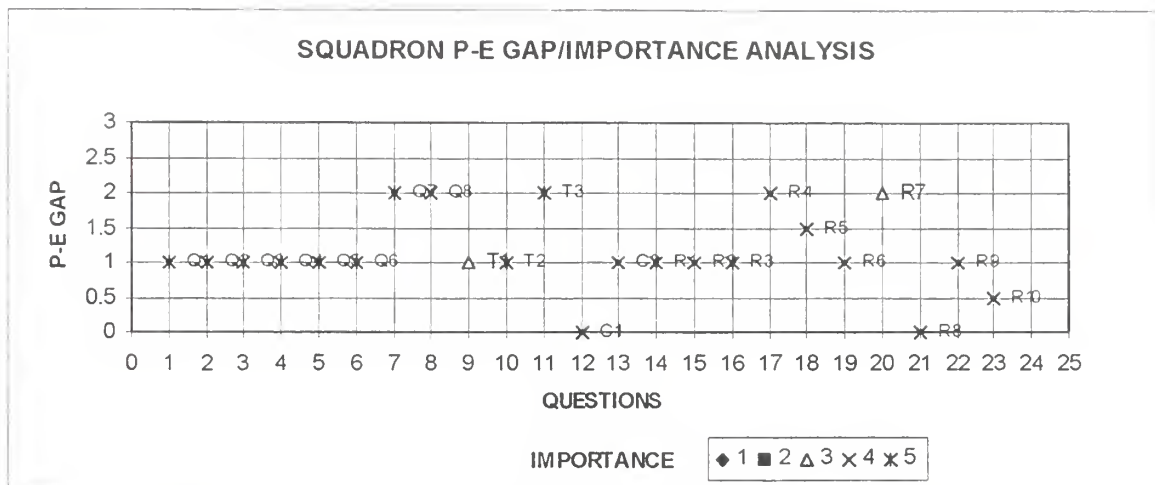 SQUADRON P-E GAP/IMPORTANCE ANALYSIS
P-E GAP
3
2.5
2
1.5
1
0.5
0
Q7 Q8 T3 R4 R7
R5
Q6 T2 R3 R6 R9
R10
C1 R8
0 1 2 3 4 5 6 7 8 9 10 11 12 13 14 15 16 17 18 19 20 21 22 23 24 25
QUESTIONS
IMPORTANCE 1 2 3 4 5